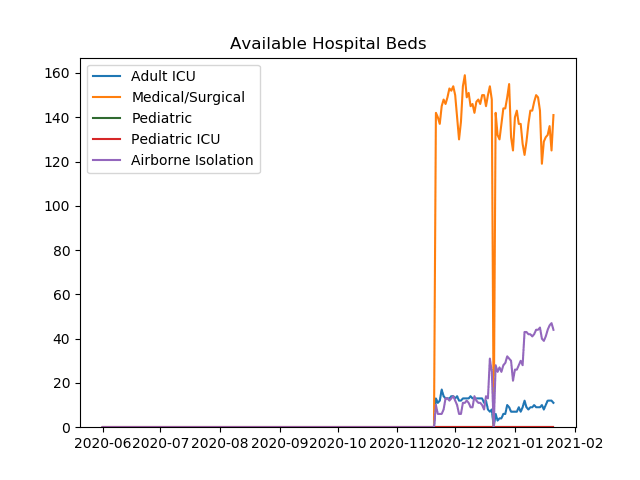 Available Hospital Beds
Adult ICU
Medical/Surgical
Pediatric
Pediatric ICU
Airborne Isolation
160
140
120
100
80
60
40
20
0
2020-06 2020-07 2020-08 2020-09 2020-10 2020-11 2020-12 2021-01 2021-02